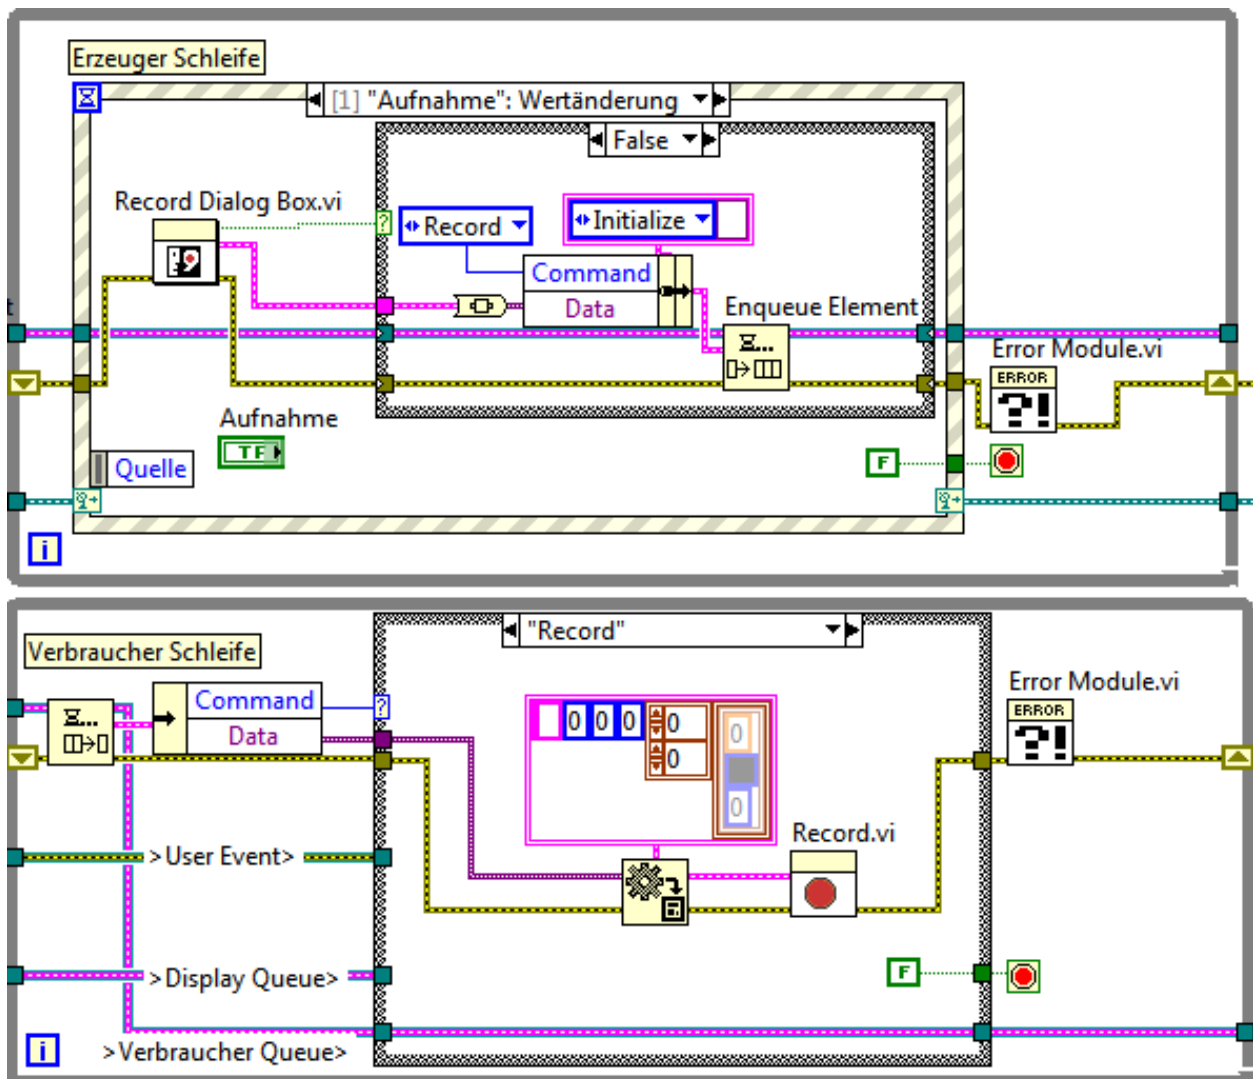 Erzeuger Schleife
[1] "Aufnahme": Wertänderung
False
Record Dialog Box.vi
?
Record
Initialize
Command
Data
Enqueue Element
t
Error Module.vi
ERROR
?!
Aufnahme
TF
F
Quelle
i
"Record"
Verbraucher Schleife
Command
Data
?
Error Module.vi
ERROR
?!
0 0 0 0 0
0 0
Record.vi
>User Event>
>Display Queue>
F
i
>Verbraucher Queue>